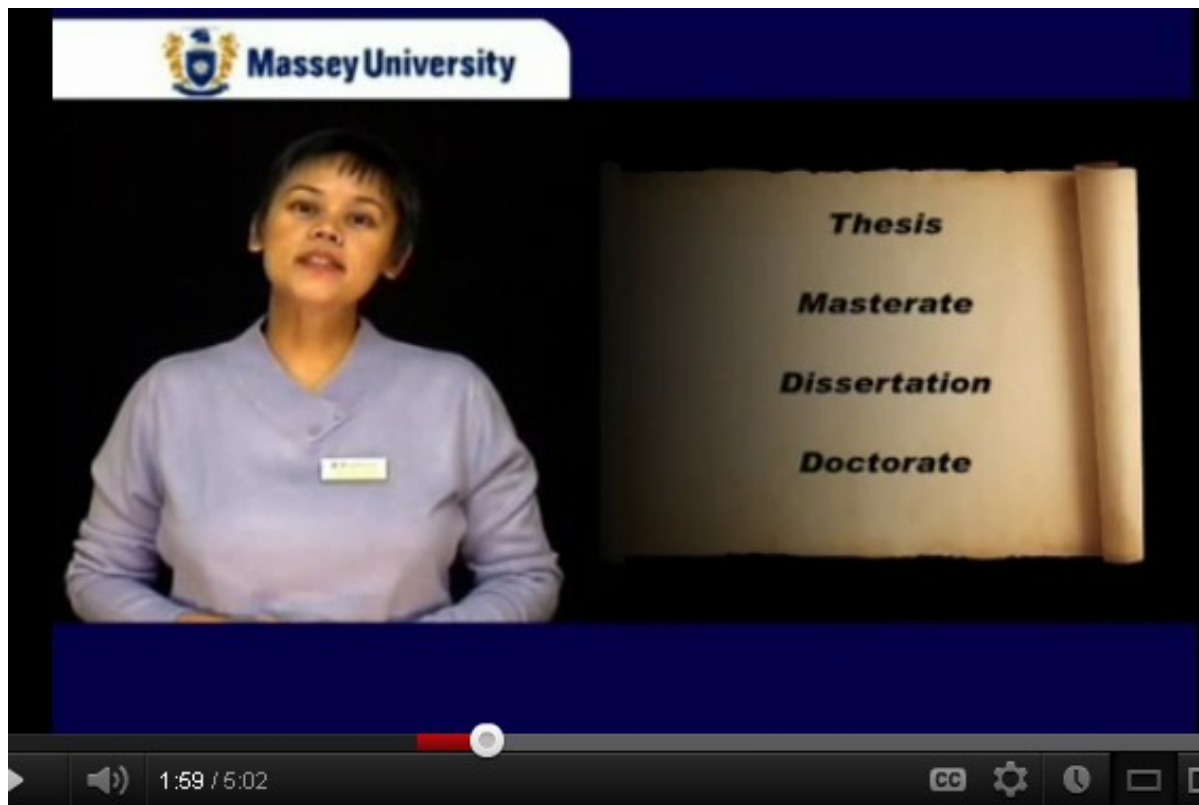 Massey University
Thesis
Masterate
Dissertation
Doctorate
1:59 / 5:02
CC